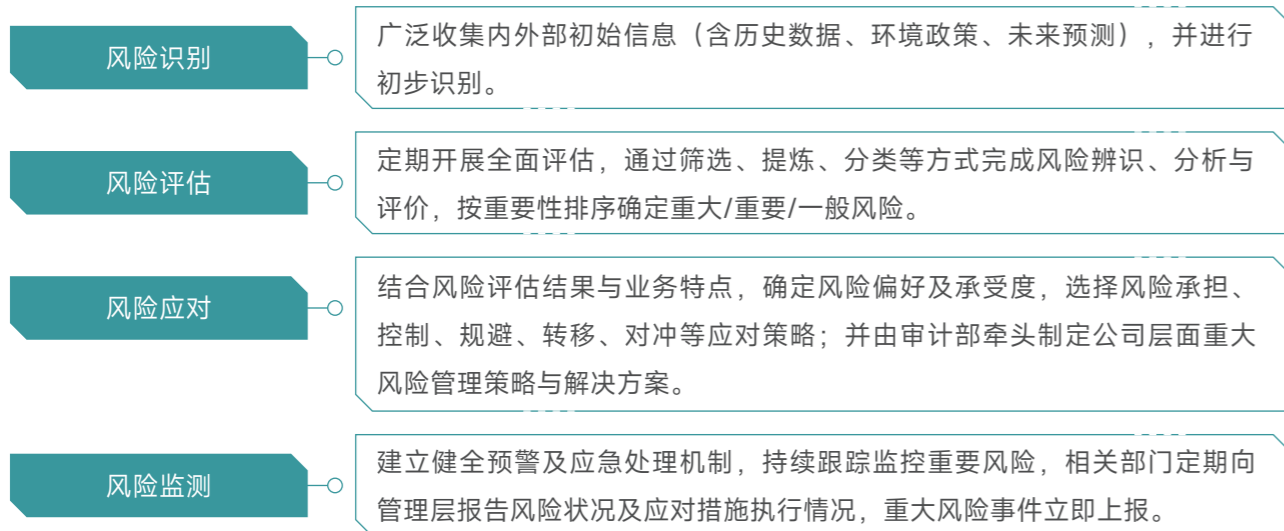 风险识别
广泛收集内外部初始信息（含历史数据、环境政策、未来预测），并进行
初步识别。
风险评估
定期开展全面评估，通过筛选、提炼、分类等方式完成风险辨识、分析与
评价，按重要性排序确定重大/重要/一般风险。
风险应对
结合风险评估结果与业务特点，确定风险偏好及承受度，选择风险承担、
控制、规避、转移、对冲等应对策略；并由审计部牵头制定公司层面重大
风险管理策略与解决方案。
风险监测
建立健全预警及应急处理机制，持续跟踪监控重要风险，相关部门定期向
管理层报告风险状况及应对措施执行情况，重大风险事件立即上报。